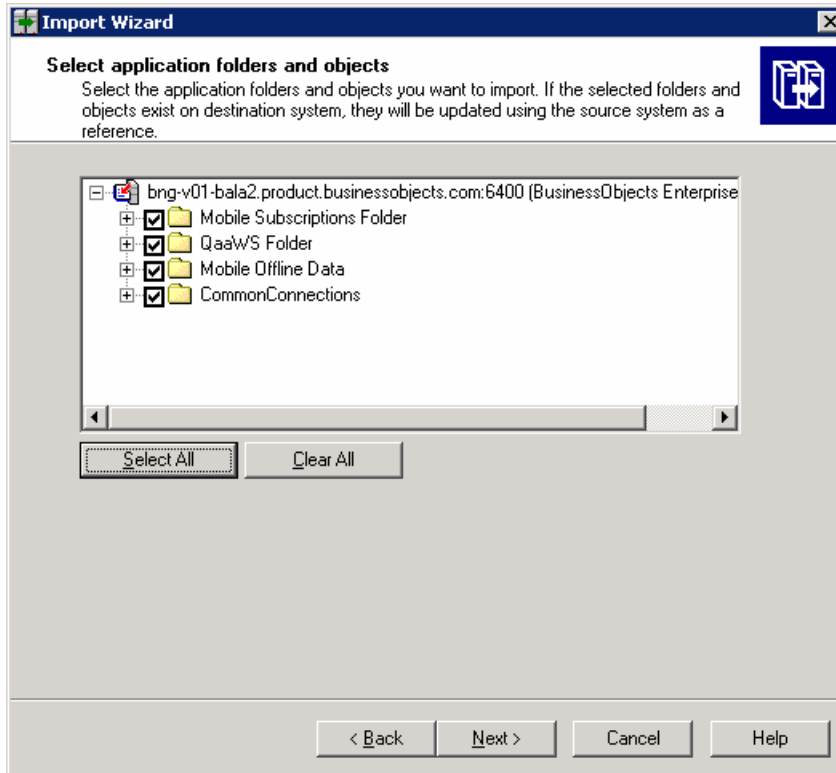 Import Wizard
Select application folders and objects
Select the application folders and objects you want to import. If the selected folders and
objects exist on destination system, they will be updated using the source system as a
reference.
bng-v01-bala2.product.businessobjects.com:6400 (BusinessObjects Enterprise
Mobile Subscriptions Folder
QaaWS Folder
Mobile Offline Data
CommonConnections
Select All Clear All
< Back Next > Cancel Help